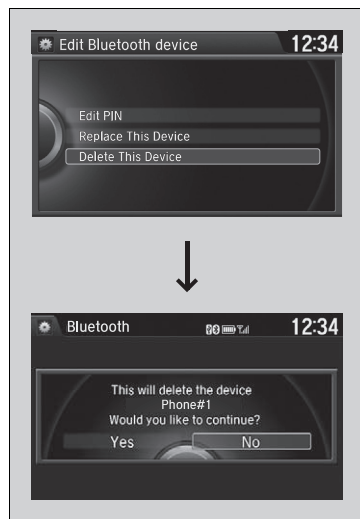 Edit Bluetooth device 12:34
Edit PIN
Replace This Device
Delete This Device
Bluetooth 12:34
This will delete the device
Phone#1
Would you like to continue?
Yes No